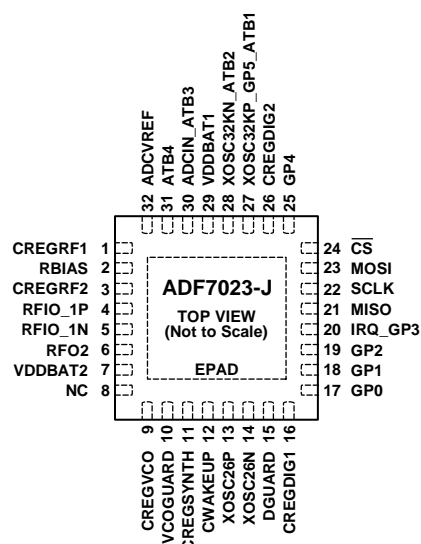 32 ADCVREF
31 ATB4
30 ADCIN_ATB3
29 VDDBAT1
28 XOSC32KN_ATB2
27 XOSC32KP_GP5_ATB1
26 CREGDIG2
25 GP4
CREGRF1 1
RBIAS 2
CREGRF2 3
RFIO_1P 4
RFIO_1N 5
RFO2 6
VDDBAT2 7
NC 8
ADF7023-J
TOP VIEW
(Not to Scale)
EPAD
24 CS
23 MOSI
22 SCLK
21 MISO
20 IRQ_GP3
19 GP2
18 GP1
17 GP0
CREGVCO 9
VCOGUARD 10
CREGSYNTH 11
CWAKEUP 12
XOSC26P 13
XOSC26N 14
DGUARD 15
CREGDIG1 16